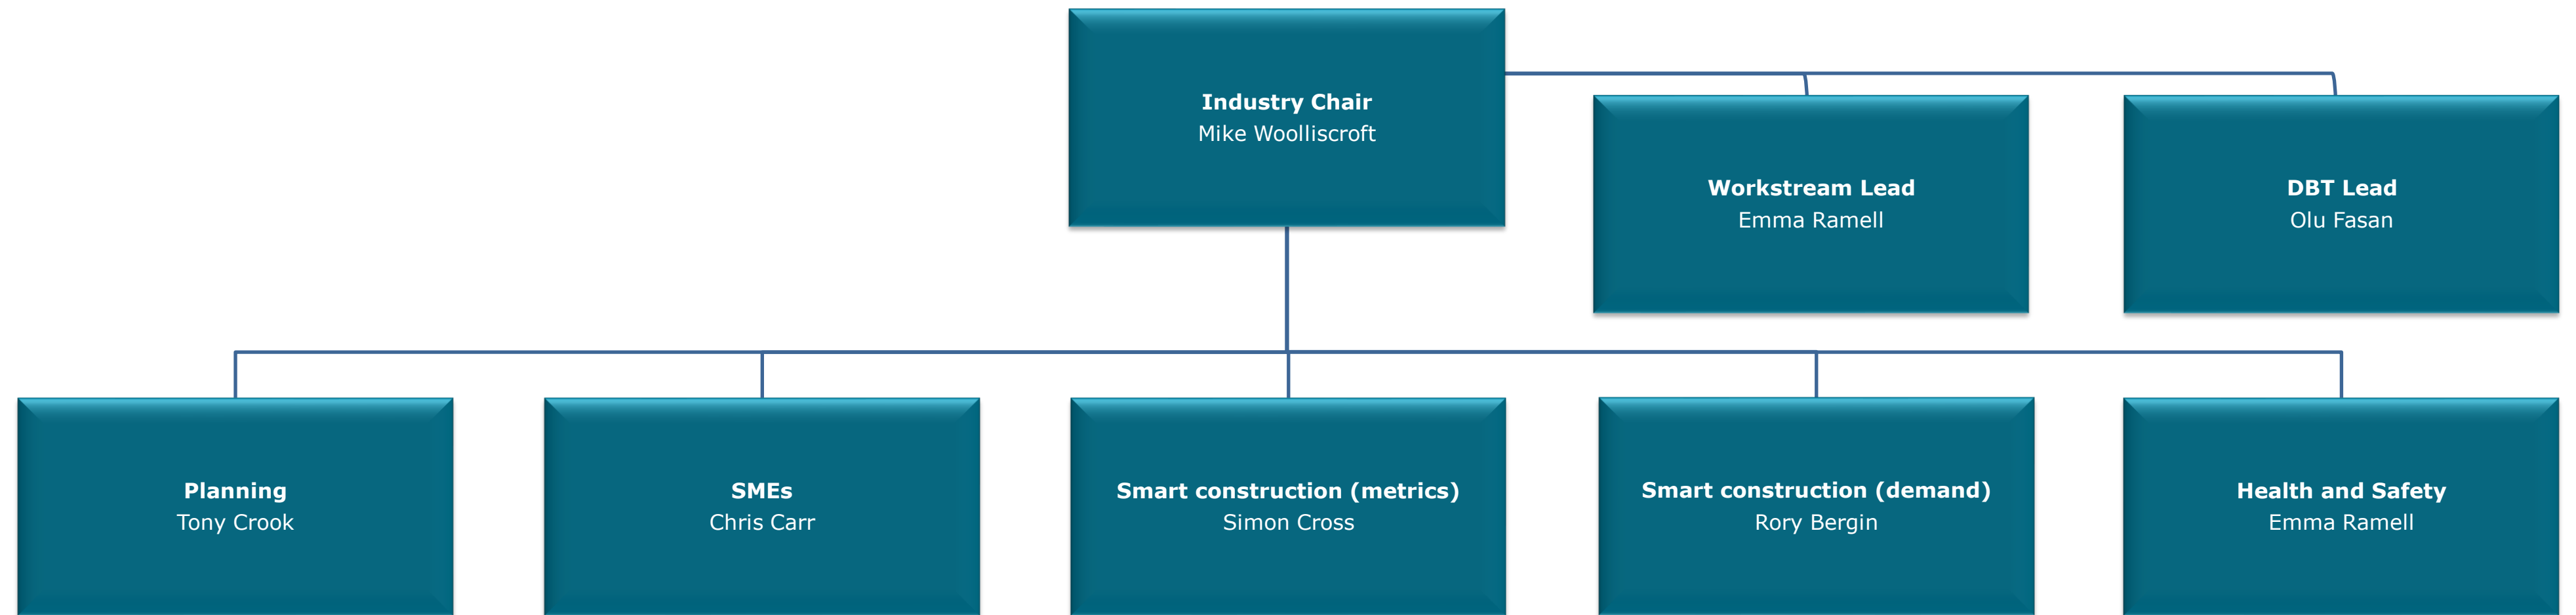 Industry Chair
Mike Woolliscroft
Workstream Lead
Emma Ramell
DBT Lead
Olu Fasan
Planning
Tony Crook
SMEs
Chris Carr
Smart construction (metrics)
Simon Cross
Smart construction (demand)
Rory Bergin
Health and Safety
Emma Ramell